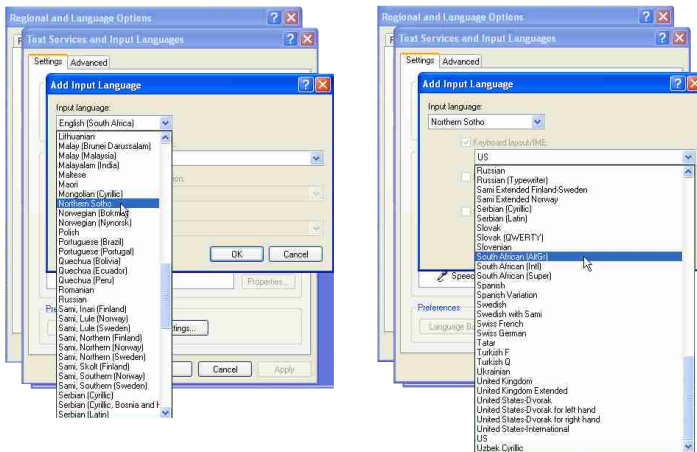 Regional and Language Options
Text Services and Input Languages
Settings Advanced
Add Input Language
Input language:
English (South Africa)
Lithuanian
Malay (Brunei Darussalam)
Malay (Malaysia)
Malayalam (India)
Maltese
Maori
Mongolian (Cyrillic)
Northern Sotho
Norwegian (Bokmål)
Norwegian (Nynorsk)
Polish
Portuguese (Brazil)
Portuguese (Portugal)
Quechua (Bolivia)
Quechua (Ecuador)
Quechua (Peru)
Romanian
Russian
Sami, Inari (Finland)
Sami, Lule (Norway)
Sami, Lule (Sweden)
Sami, Northern (Finland)
Sami, Northern (Norway)
Sami, Northern (Sweden)
Sami, Skolt (Finland)
Sami, Southern (Norway)
Sami, Southern (Sweden)
Serbian (Cyrillic)
Serbian (Cyrillic, Bosnia and H
Serbian (Latin)
OK Cancel
Properties...
Cancel Apply
Regional and Language Options
Text Services and Input Languages
Settings Advanced
Add Input Language
Input language:
Northern Sotho
Keyboard layout/IME:
US
Russian
Russian (Typewriter)
Sami Extended Finland-Sweden
Sami Extended Norway
Serbian (Cyrillic)
Serbian (Latin)
Slovak
Slovak (QWERTY)
Slovenian
South African (AltGr)
South African (Intl)
South African (Super)
Spanish
Spanish Variation
Swedish
Swedish with Sami
Swiss French
Swiss German
Tatar
Turkish F
Turkish Q
Ukrainian
United Kingdom
United Kingdom Extended
United States-Dvorak
United States-Dvorak for left hand
United States-Dvorak for right hand
United States-International
US
Uzbek Cyrillic
Speec
Preferences
Language Ba